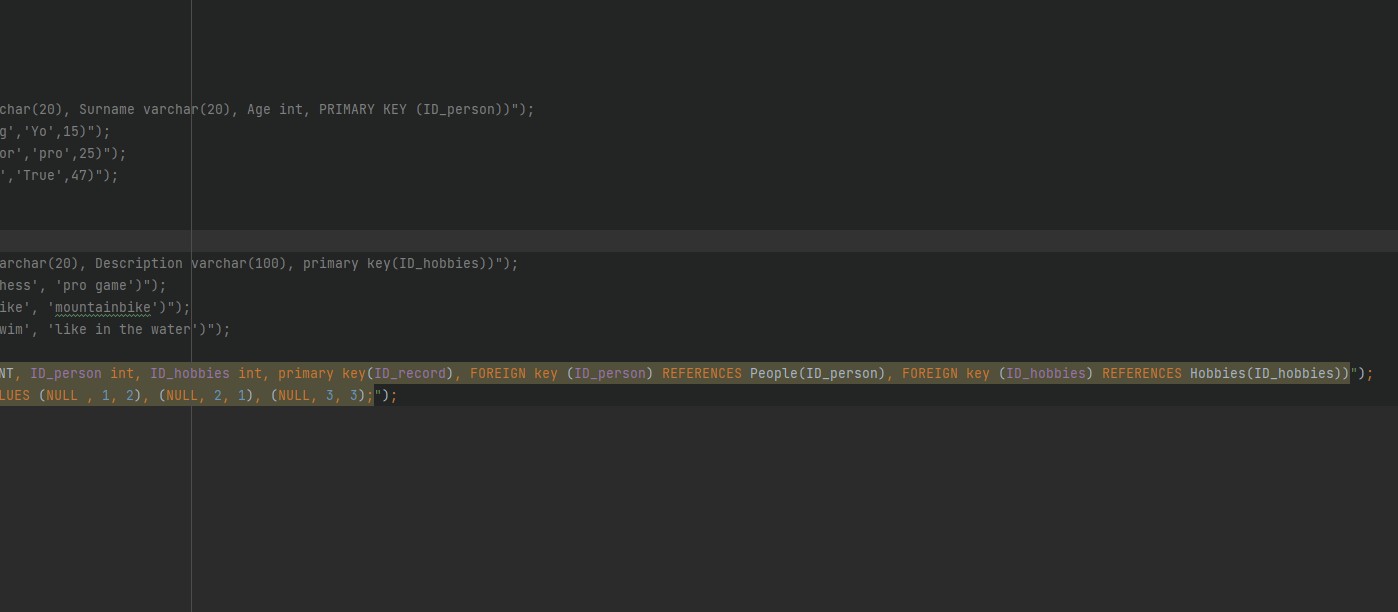 char(20), Surname varchar(20), Age int, PRIMARY KEY (ID_person))");
g','Yo',15)");
or','pro',25)");
','True',47)");
archar(20), Description varchar(100), primary key(ID_hobbies))");
hess', 'pro game')");
ike', 'mountainbike')");
wim', 'like in the water')");
NT, ID_person int, ID_hobbies int, primary key(ID_record), FOREIGN key (ID_person) REFERENCES People(ID_person), FOREIGN key (ID_hobbies) REFERENCES Hobbies(ID_hobbies))");
LUES (NULL , 1, 2), (NULL, 2, 1), (NULL, 3, 3);");